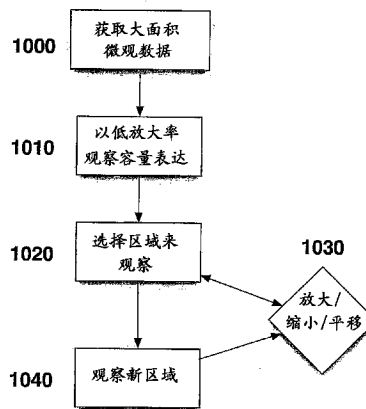 1000
获取大面积
微观数据
1010
以低放大率
观察容量表达
1020
选择区域来
观察
1030
放大/
缩小/平移
1040
观察新区域